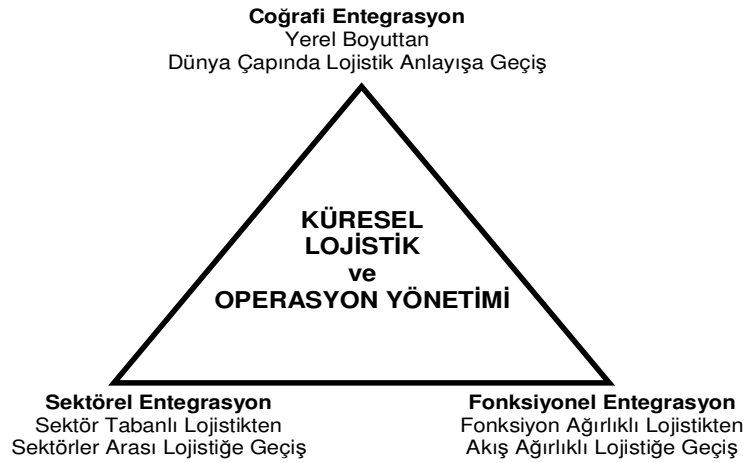 Coğrafi Entegrasyon
Yerel Boyuttan
Dünya Çapında Lojistik Anlayışa Geçiş
KÜRESEL
LOJİSTİK
ve
OPERASYON YÖNETİMİ
Sektörel Entegrasyon
Sektör Tabanlı Lojistikten
Sektörler Arası Lojistiğe Geçiş
Fonksiyonel Entegrasyon
Fonksiyon Ağırlıklı Lojistikten
Akış Ağırlıklı Lojistiğe Geçiş